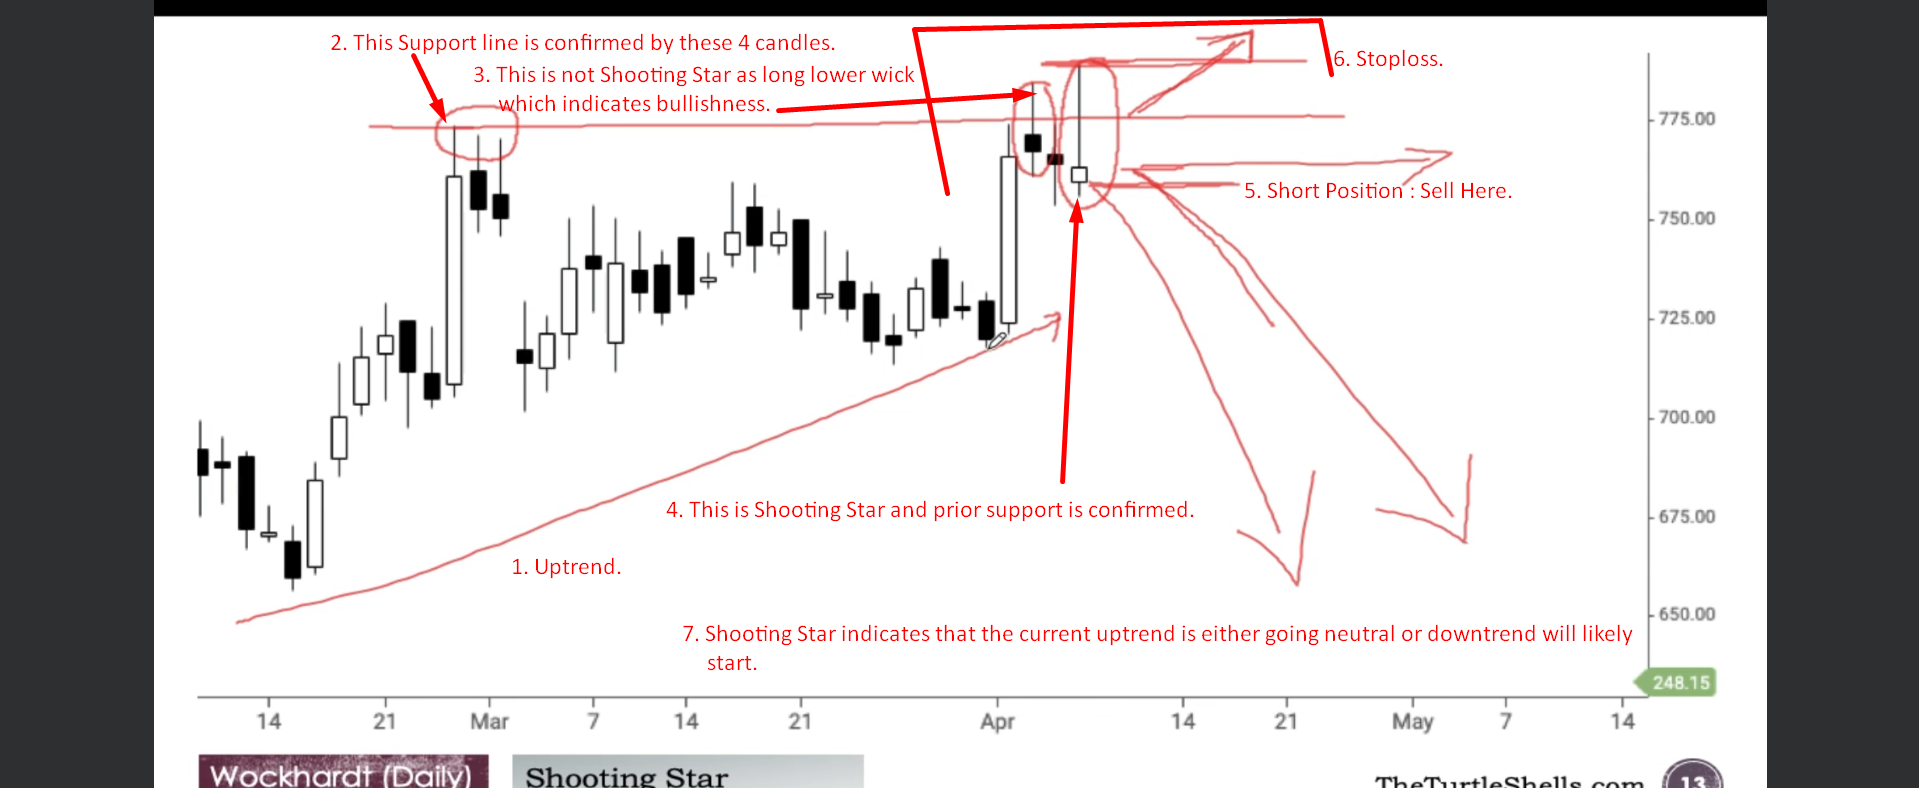 2. This Support line is confirmed by these 4 candles.
3. This is not Shooting Star as long lower wick
which indicates bullishness.
6. Stoploss.
775.00
5. Short Position : Sell Here.
750.00
725.00
700.00
4. This is Shooting Star and prior support is confirmed.
675.00
1. Uptrend.
650.00
7. Shooting Star indicates that the current uptrend is either going neutral or downtrend will likely
start.
248.15
14 21 Mar 7 14 21 Apr 14 21 May 7 14
Wockhardt (Daily) Shooting Star TheTurtleShells.com 13